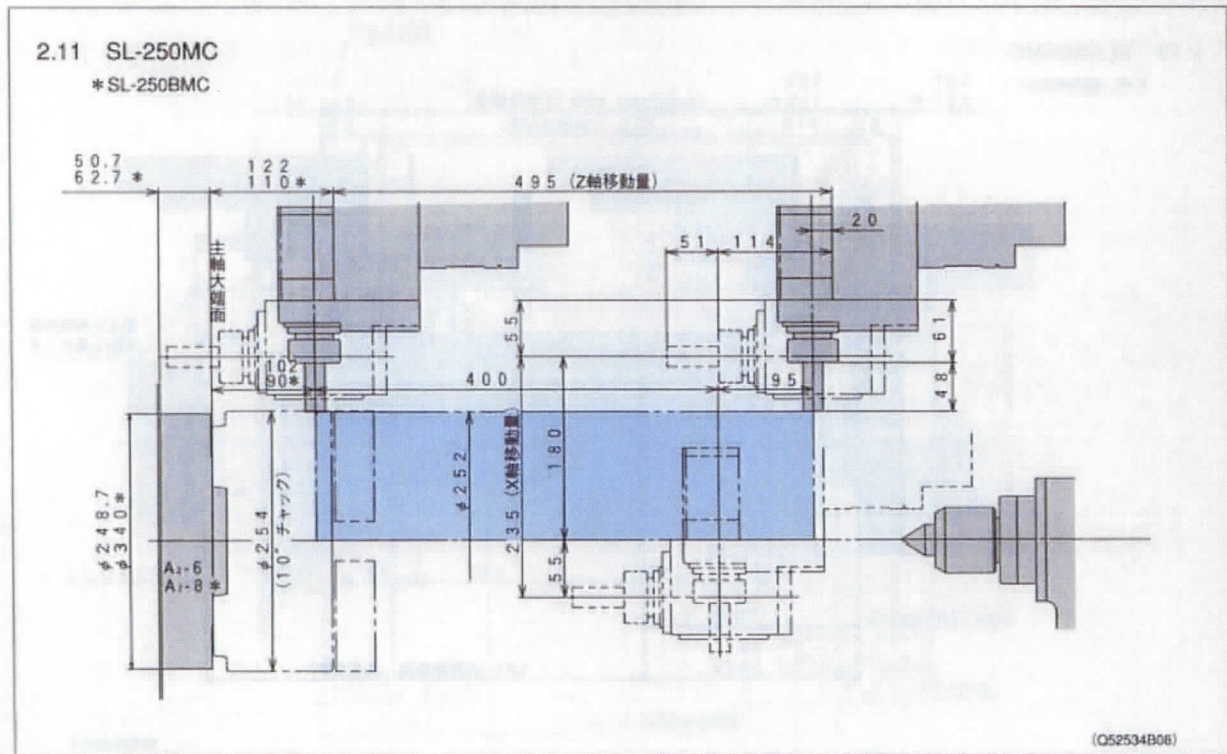 2.11 SL-250MC
*SL-250BMC
50.7
62.7 *
122
110*
495 (Z軸移動量)
20
51
114
主軸大端面
55
61
102
90*
400
95
48
235 (X軸移動量)
180
φ252
φ248.7
φ340*
φ254
(10"チャック)
55
A₂-6
A₂-8 *
(Q52534B06)